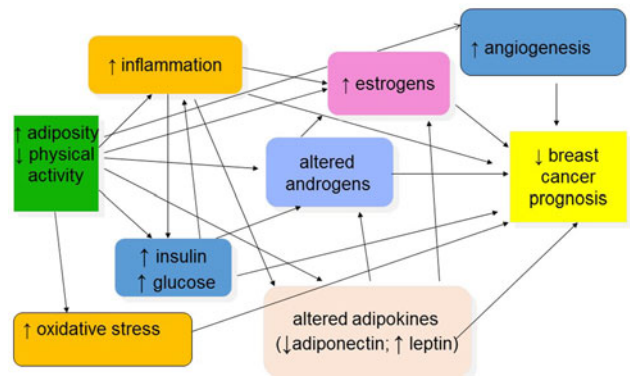 ↑ inflammation
↑ angiogenesis
↑ estrogens
↑ adiposity
↓ physical
activity
altered
androgens
↓ breast
cancer
prognosis
↑ insulin
↑ glucose
↑ oxidative stress
altered adipokines
(↓adiponectin; ↑ leptin)